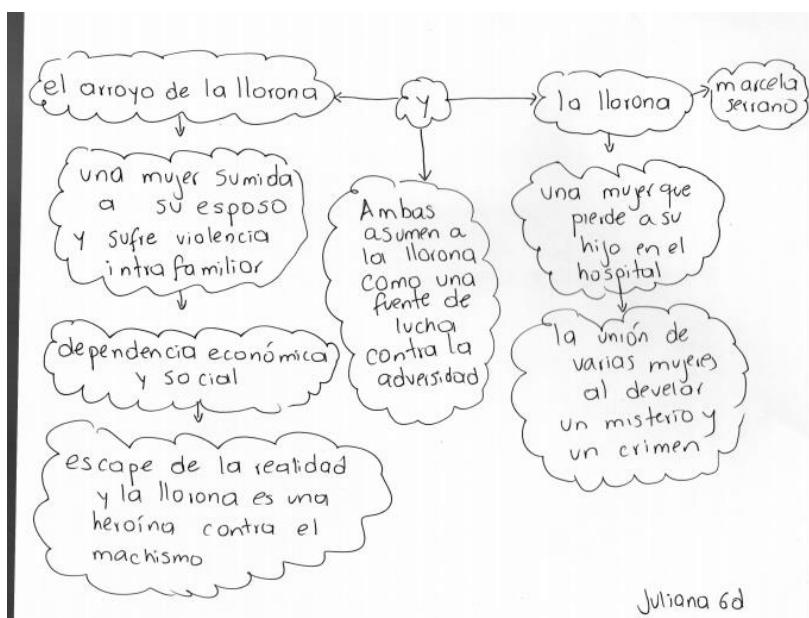 el arroyo de la llorona
y
la llorona
marcela
serrano
una mujer sumida
a su esposo
y sufre violencia
intrafamiliar
dependencia económica
y social
escape de la realidad
y la llorona es una
heroína contra el
machismo
Ambas
asumen a
la llorona
como una
fuente de
lucha
contra la
adversidad
una mujer que
pierde a su
hijo en el
hospital
la unión de
varias mujeres
al develar
un misterio y
un crimen
Juliana 6d